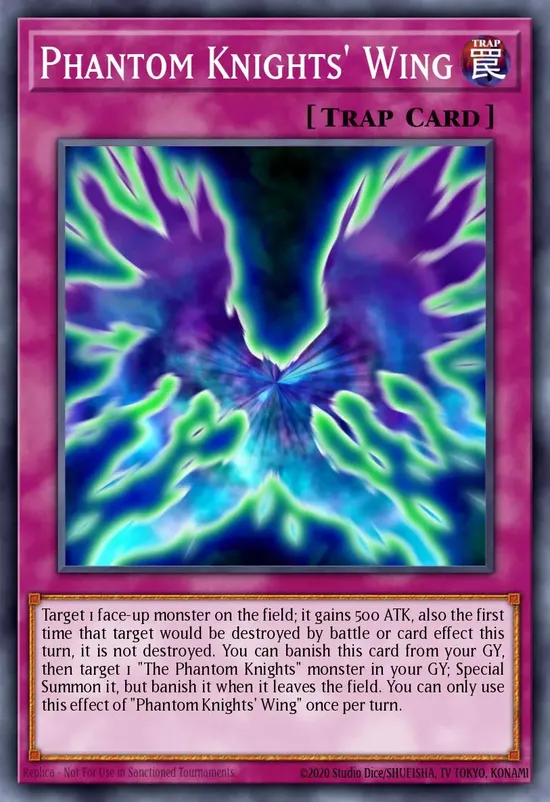 Phantom Knights' Wing
TRAP
罠
[Trap Card]
Target 1 face-up monster on the field; it gains 500 ATK, also the first
time that target would be destroyed by battle or card effect this
turn, it is not destroyed. You can banish this card from your GY,
then target 1 "The Phantom Knights" monster in your GY; Special
Summon it, but banish it when it leaves the field. You can only use
this effect of "Phantom Knights' Wing" once per turn.
Replica - Not For Use in Sanctioned Tournaments
©2020 Studio Dice/SHUEISHA, TV TOKYO, KONAMI